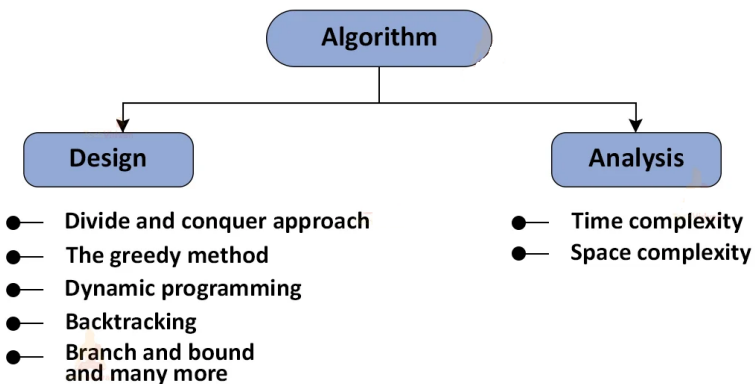 Algorithm
Design
Analysis
Divide and conquer approach
The greedy method
Dynamic programming
Backtracking
Branch and bound
and many more
Time complexity
Space complexity